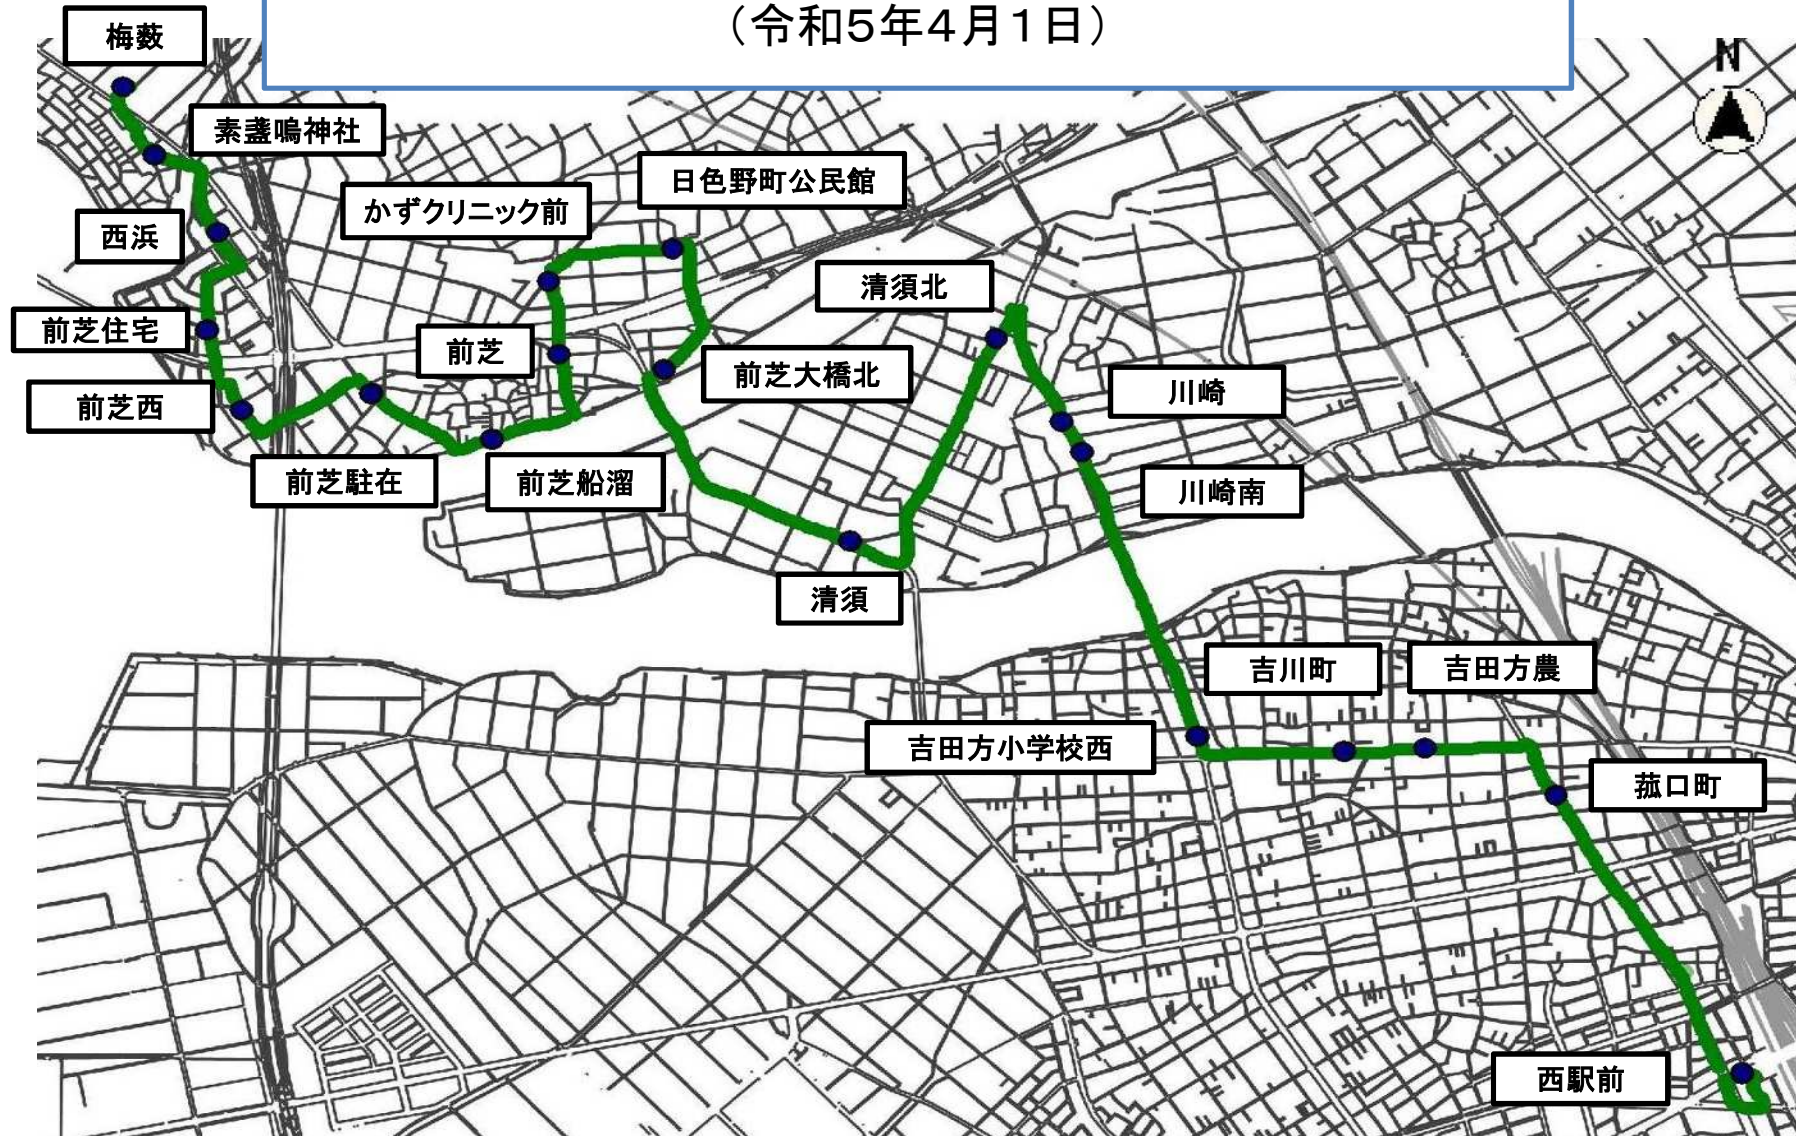 （令和５年４月１日）
梅薮
N
素盞嗚神社
日色野町公民館
かずクリニック前
西浜
清須北
前芝住宅
前芝
前芝大橋北
川崎
前芝西
前芝駐在
前芝船溜
川崎南
清須
吉川町
吉田方農
吉田方小学校西
菰口町
西駅前